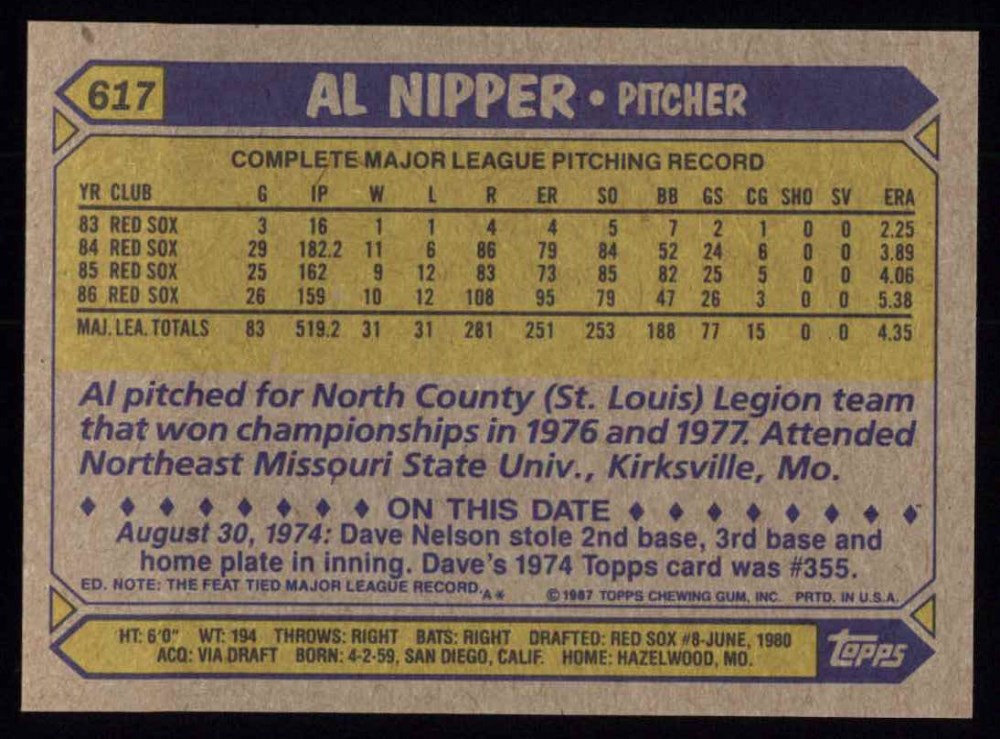 617 AL NIPPER • PITCHER
COMPLETE MAJOR LEAGUE PITCHING RECORD
YR CLUB G IP W L R ER SO BB GS CG SHO SV ERA
83 RED SOX 3 16 1 1 4 4 5 7 2 1 0 0 2.25
84 RED SOX 29 182.2 11 6 86 79 84 52 24 6 0 0 3.89
85 RED SOX 25 162 9 12 83 73 85 82 25 5 0 0 4.06
86 RED SOX 26 159 10 12 108 95 79 47 26 3 0 0 5.38
MAJ. LEA. TOTALS 83 519.2 31 31 281 251 253 188 77 15 0 0 4.35
Al pitched for North County (St. Louis) Legion team
that won championships in 1976 and 1977. Attended
Northeast Missouri State Univ., Kirksville, Mo.
♦ ♦ ♦ ♦ ♦ ♦ ♦ ♦ ON THIS DATE ♦ ♦ ♦ ♦ ♦ ♦ ♦ ♦
August 30, 1974: Dave Nelson stole 2nd base, 3rd base and
home plate in inning. Dave's 1974 Topps card was #355.
ED. NOTE: THE FEAT TIED MAJOR LEAGUE RECORD. A* © 1987 TOPPS CHEWING GUM, INC. PRTD. IN U.S.A.
HT: 6'0" WT: 194 THROWS: RIGHT BATS: RIGHT DRAFTED: RED SOX #8-JUNE, 1980
ACQ: VIA DRAFT BORN: 4-2-59, SAN DIEGO, CALIF. HOME: HAZELWOOD, MO.
topps